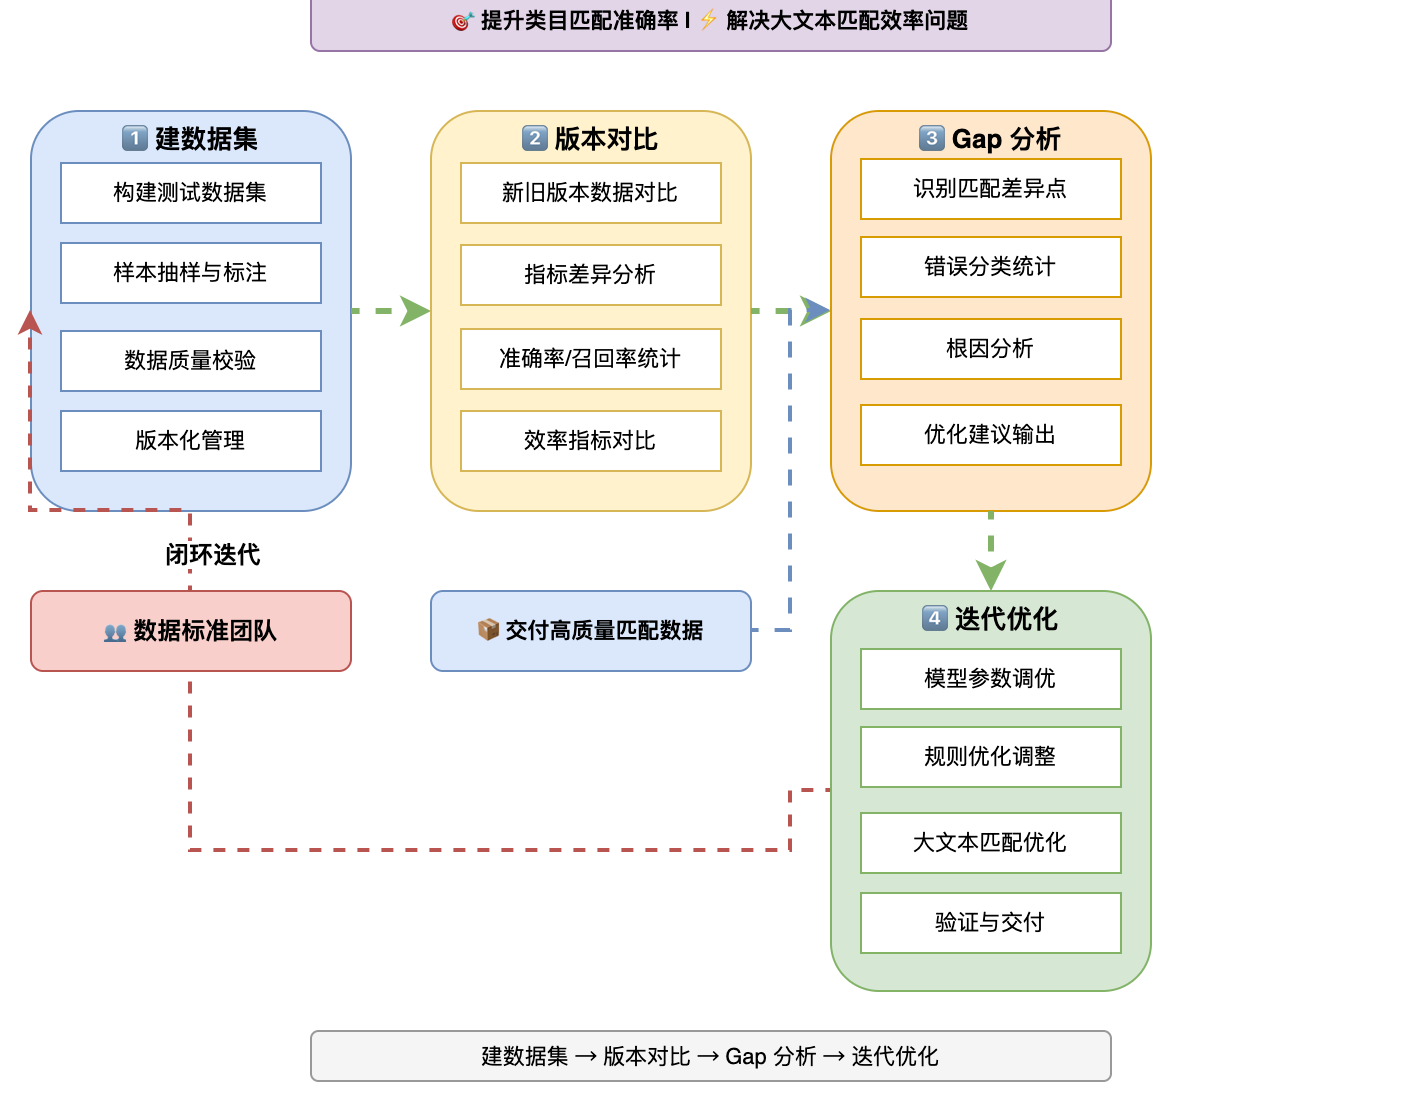 🎯 提升类目匹配准确率 | ⚡ 解决大文本匹配效率问题
1️⃣ 建数据集
构建测试数据集
样本抽样与标注
数据质量校验
版本化管理
2️⃣ 版本对比
新旧版本数据对比
指标差异分析
准确率/召回率统计
效率指标对比
3️⃣ Gap 分析
识别匹配差异点
错误分类统计
根因分析
优化建议输出
闭环迭代
👥 数据标准团队
📦 交付高质量匹配数据
4️⃣ 迭代优化
模型参数调优
规则优化调整
大文本匹配优化
验证与交付
建数据集 → 版本对比 → Gap 分析 → 迭代优化